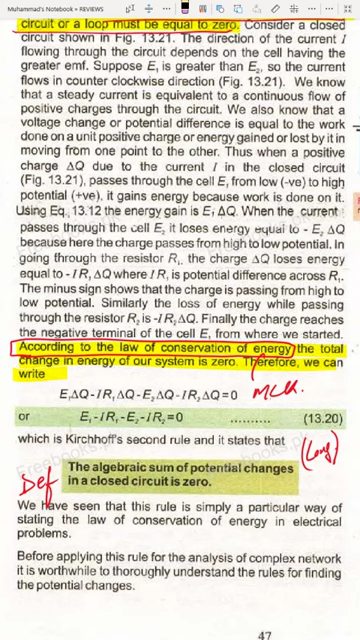 Muhammad's Notebook • REVIEWS
circuit or a loop must be equal to zero. Consider a closed
circuit shown in Fig. 13.21. The direction of the current I
flowing through the circuit depends on the cell having the
greater emf. Suppose E₁ is greater than E₂, so the current
flows in counter clockwise direction (Fig. 13.21). We know
that a steady current is equivalent to a continuous flow of
positive charges through the circuit. We also know that a
voltage change or potential difference is equal to the work
done on a unit positive charge or energy gained or lost by it in
moving from one point to the other. Thus when a positive
charge ΔQ due to the current I in the closed circuit
(Fig. 13.21), passes through the cell E₁ from low (-ve) to high
potential (+ve), it gains energy because work is done on it.
Using Eq. 13.12 the energy gain is E₁ ΔQ. When the current
passes through the cell E₂ it loses energy equal to - E₂ ΔQ
because here the charge passes from high to low potential. In
going through the resistor R₁, the charge ΔQ loses energy
equal to - I R₁ ΔQ where I R₁ is potential difference across R₁.
The minus sign shows that the charge is passing from high to
low potential. Similarly the loss of energy while passing
through the resistor R₂ is -I R₂ ΔQ. Finally the charge reaches
the negative terminal of the cell E₁ from where we started.
According to the law of conservation of energy the total
change in energy of our system is zero. Therefore, we can
write
E₁ΔQ - IR₁ΔQ - E₂ΔQ - IR₂ΔQ = 0
MCQ.
or E₁ - IR₁ - E₂ - IR₂ = 0 .......... (13.20)
which is Kirchhoff's second rule and it states that
(Long)
Def
The algebraic sum of potential changes
in a closed circuit is zero.
We have seen that this rule is simply a particular way of
stating the law of conservation of energy in electrical
problems.
Before applying this rule for the analysis of complex network
it is worthwhile to thoroughly understand the rules for finding
the potential changes.
47